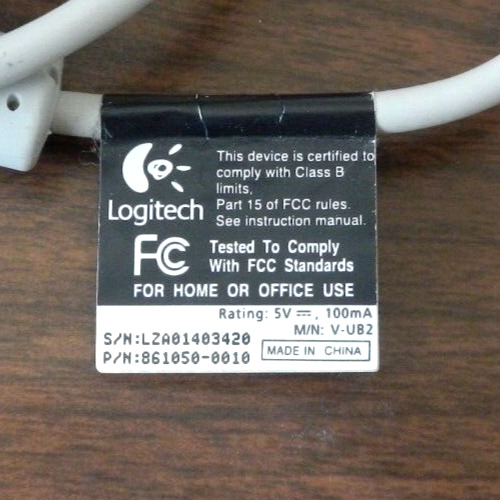 This device is certified to
comply with Class B
limits,
Part 15 of FCC rules.
See instruction manual.
Logitech
FC Tested To Comply
With FCC Standards
FOR HOME OR OFFICE USE
Rating: 5V ⎓, 100mA
M/N: V-UB2
S/N:LZA01403420
P/N:861050-0010
MADE IN CHINA